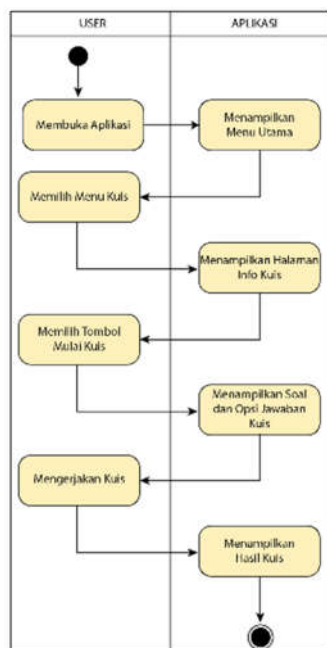 USER
APLIKASI
Membuka Aplikasi
Menampilkan
Menu Utama
Memilih Menu Kuis
Menampilkan Halaman
Info Kuis
Memilih Tombol
Mulai Kuis
Menampilkan Soal
dan Opsi Jawaban
Kuis
Mengerjakan Kuis
Menampilkan
Hasil Kuis